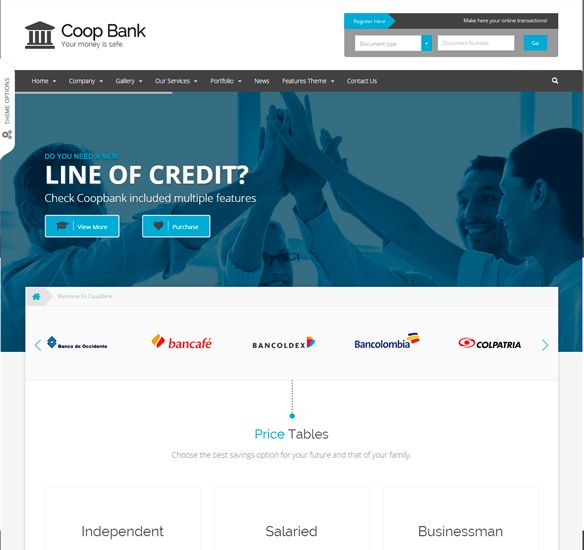 Coop Bank
Your money is safe.
Register Here
Make here your online transactions!
Document type
Document Number
Go
Home Company Gallery Our Services Portfolio News Features Theme Contact Us
THEME OPTIONS
DO YOU NEED A NEW
LINE OF CREDIT?
Check Coopbank included multiple features
View More
Purchase
Welcome To CoopBank
Banco de Occidente
bancafé
BANCOLDEX
Bancolombia
COLPATRIA
Price Tables
Choose the best savings option for your future and that of your family.
Independent
Salaried
Businessman